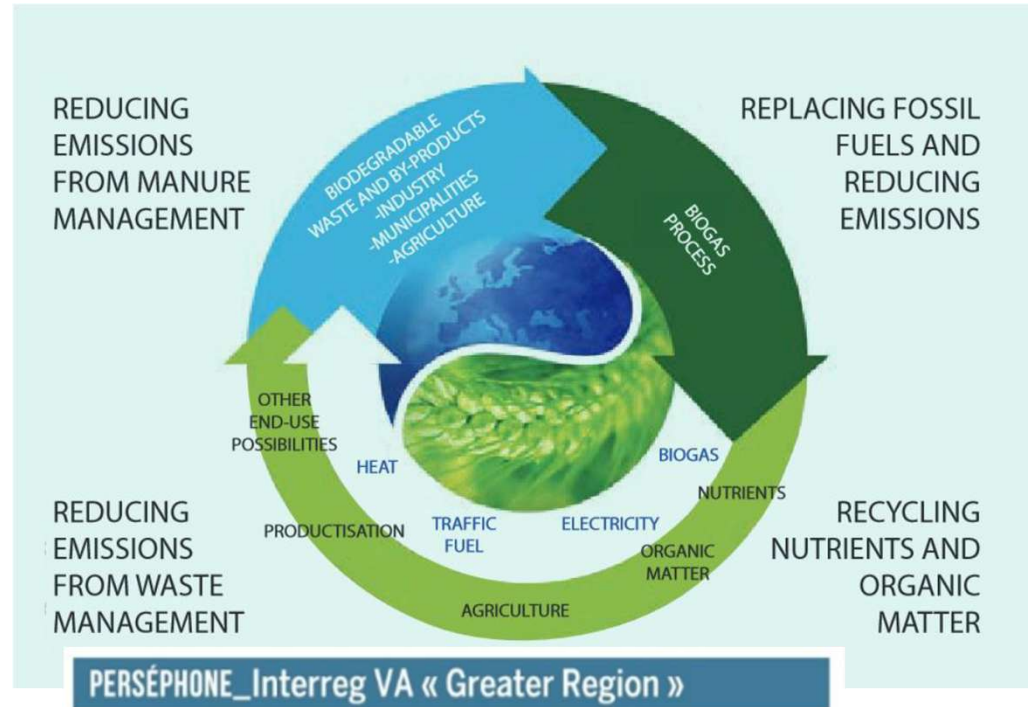 REDUCING
EMISSIONS
FROM MANURE
MANAGEMENT
REPLACING FOSSIL
FUELS AND
REDUCING
EMISSIONS
BIODEGRADABLE
WASTE AND BY-PRODUCTS
-INDUSTRY
-MUNICIPALITIES
-AGRICULTURE
BIOGAS
PROCESS
OTHER
END-USE
POSSIBILITIES
HEAT
BIOGAS
NUTRIENTS
PRODUCTISATION
TRAFFIC
FUEL
ELECTRICITY
ORGANIC
MATTER
AGRICULTURE
REDUCING
EMISSIONS
FROM WASTE
MANAGEMENT
RECYCLING
NUTRIENTS AND
ORGANIC
MATTER
PERSÉPHONE_Interreg VA « Greater Region »